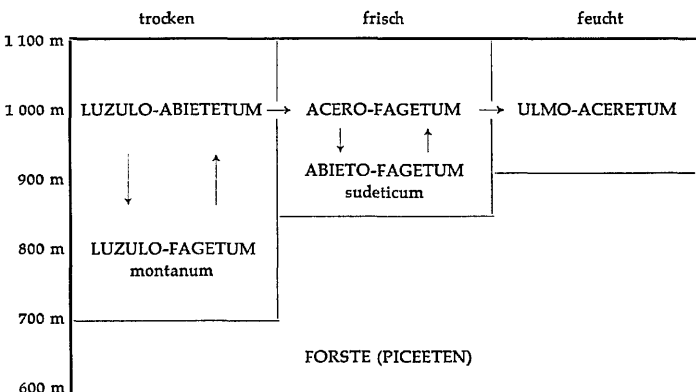 trocken frisch feucht
1 100 m
1 000 m LUZULO-ABIETETUM ACERO-FAGETUM ULMO-ACERETUM
900 m ABIETO-FAGETUM
sudeticum
800 m LUZULO-FAGETUM
montanum
700 m
FORSTE (PICEETEN)
600 m